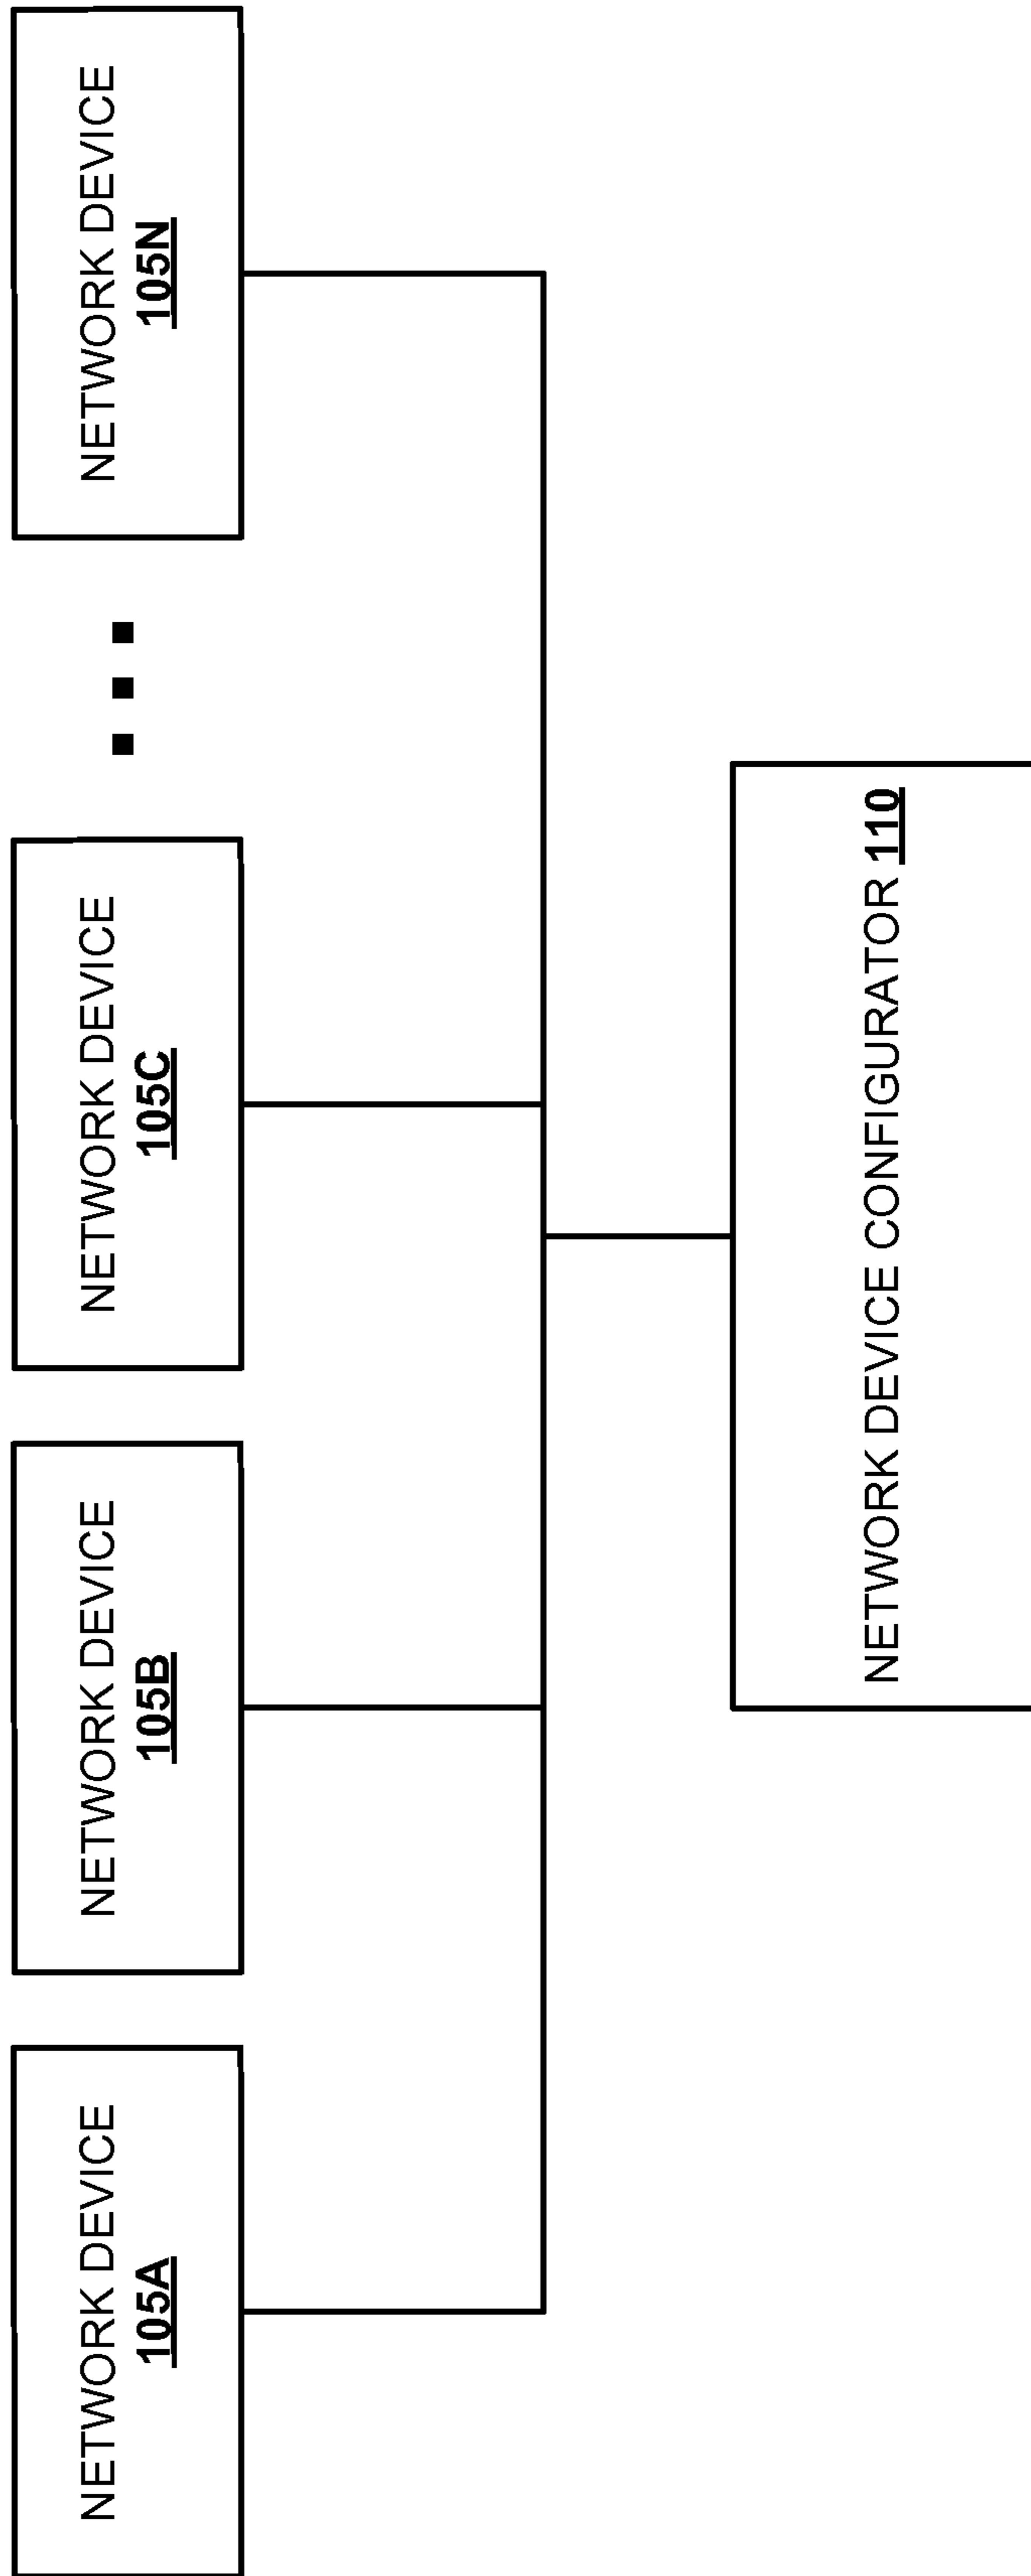 NETWORK DEVICE
105A
NETWORK DEVICE
105B
NETWORK DEVICE
105C
NETWORK DEVICE
105N
NETWORK DEVICE CONFIGURATOR 110